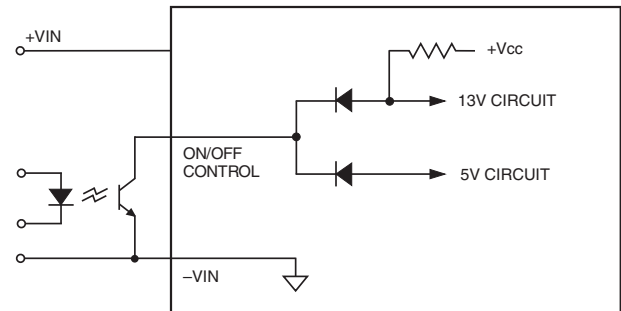 +VIN
+Vcc
13V CIRCUIT
ON/OFF
CONTROL
5V CIRCUIT
–VIN